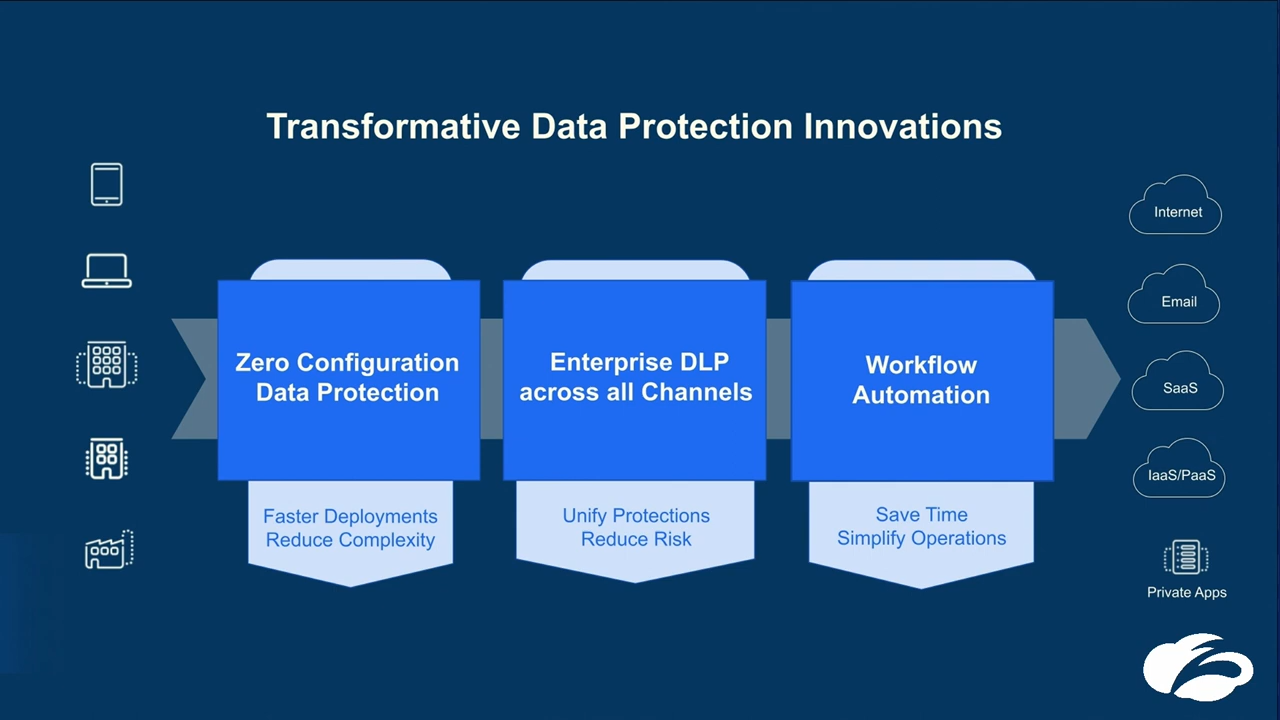 Transformative Data Protection Innovations
Zero Configuration
Data Protection
Faster Deployments
Reduce Complexity
Enterprise DLP
across all Channels
Unify Protections
Reduce Risk
Workflow
Automation
Save Time
Simplify Operations
Internet
Email
SaaS
IaaS/PaaS
Private Apps